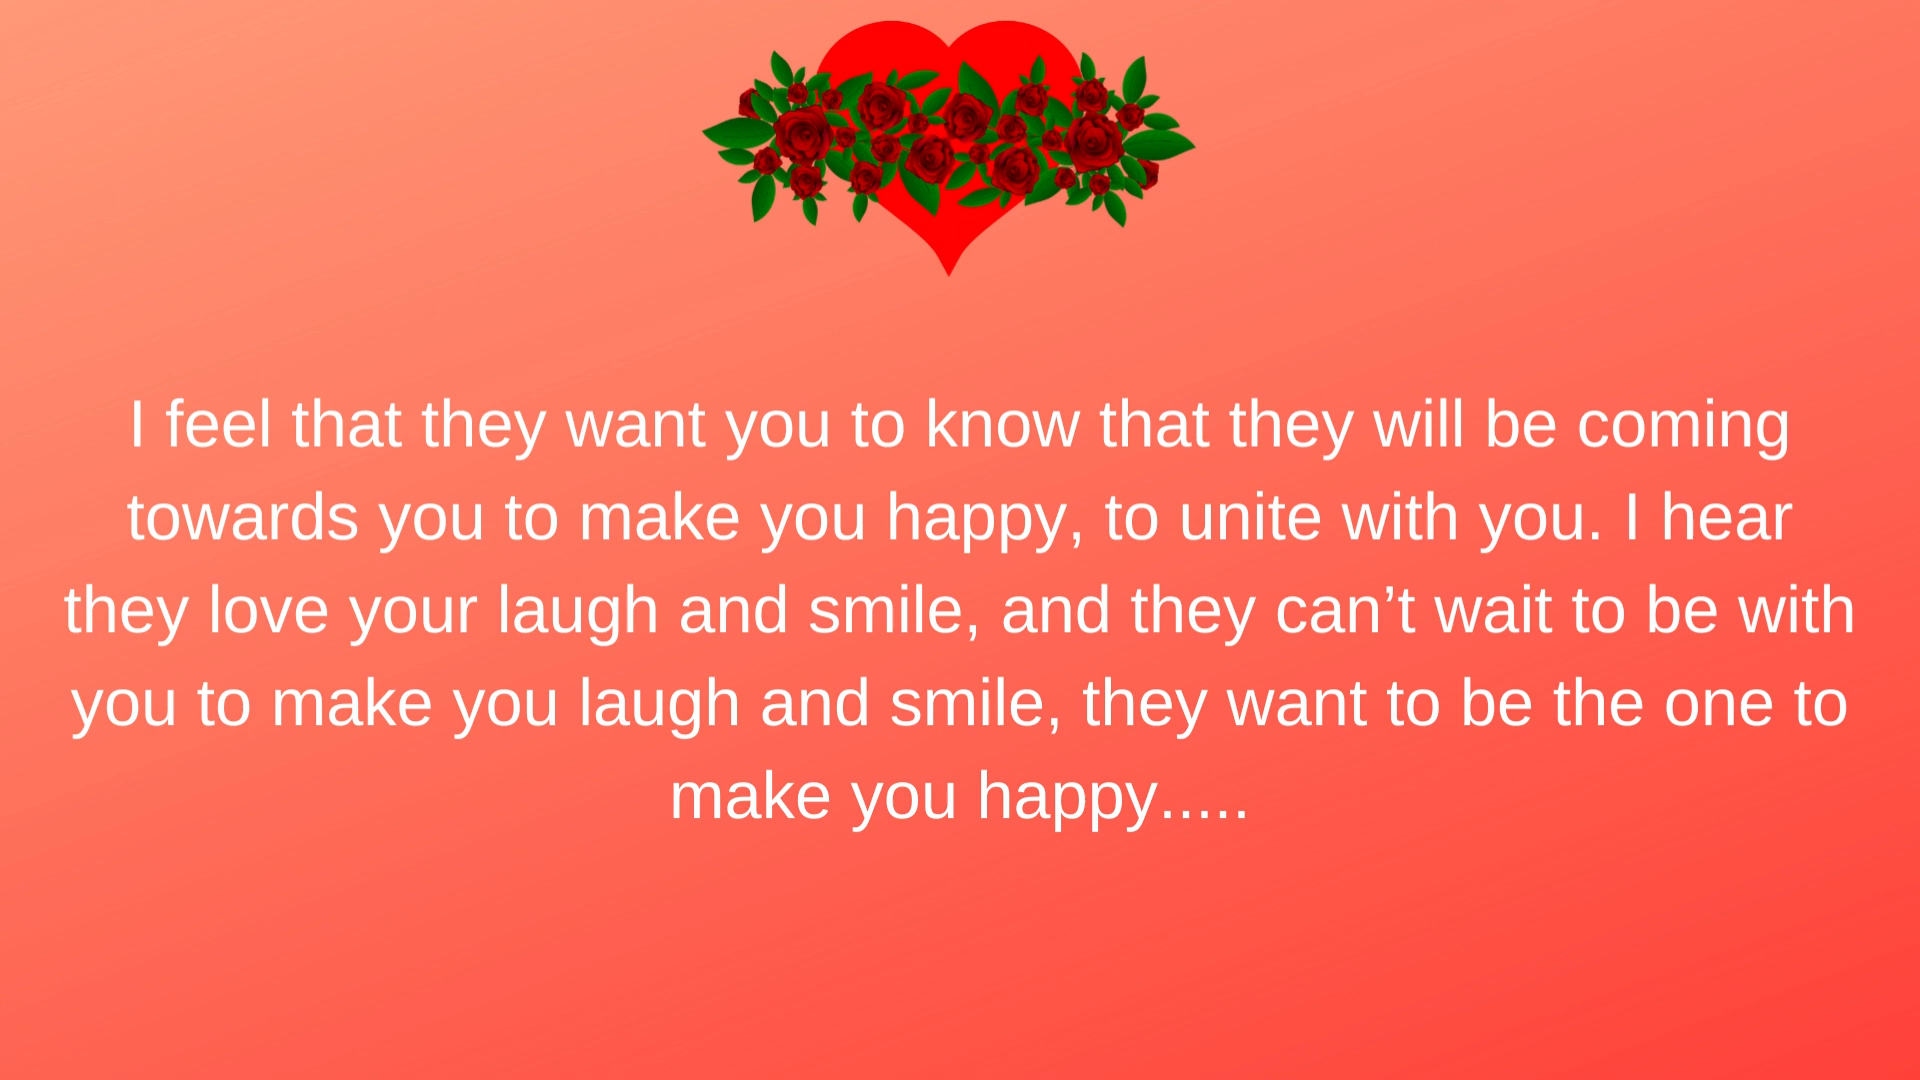 I feel that they want you to know that they will be coming
towards you to make you happy, to unite with you. I hear
they love your laugh and smile, and they can’t wait to be with
you to make you laugh and smile, they want to be the one to
make you happy.....